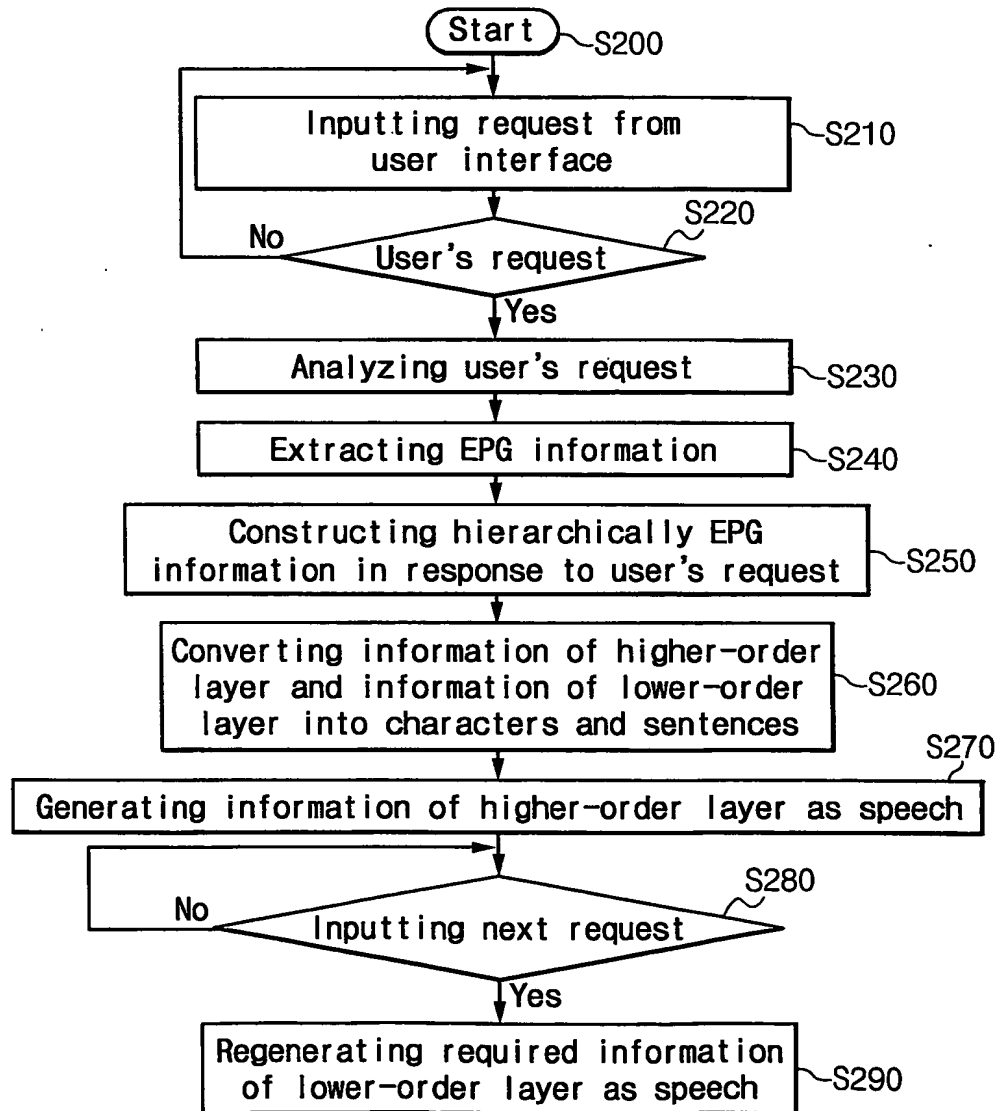 Start
S200
Inputting request from
user interface
S210
S220
No
User's request
Yes
Analyzing user's request
S230
Extracting EPG information
S240
Constructing hierarchically EPG
information in response to user's request
S250
Converting information of higher-order
layer and information of lower-order
layer into characters and sentences
S260
S270
Generating information of higher-order layer as speech
S280
No
Inputting next request
Yes
Regenerating required information
of lower-order layer as speech
S290